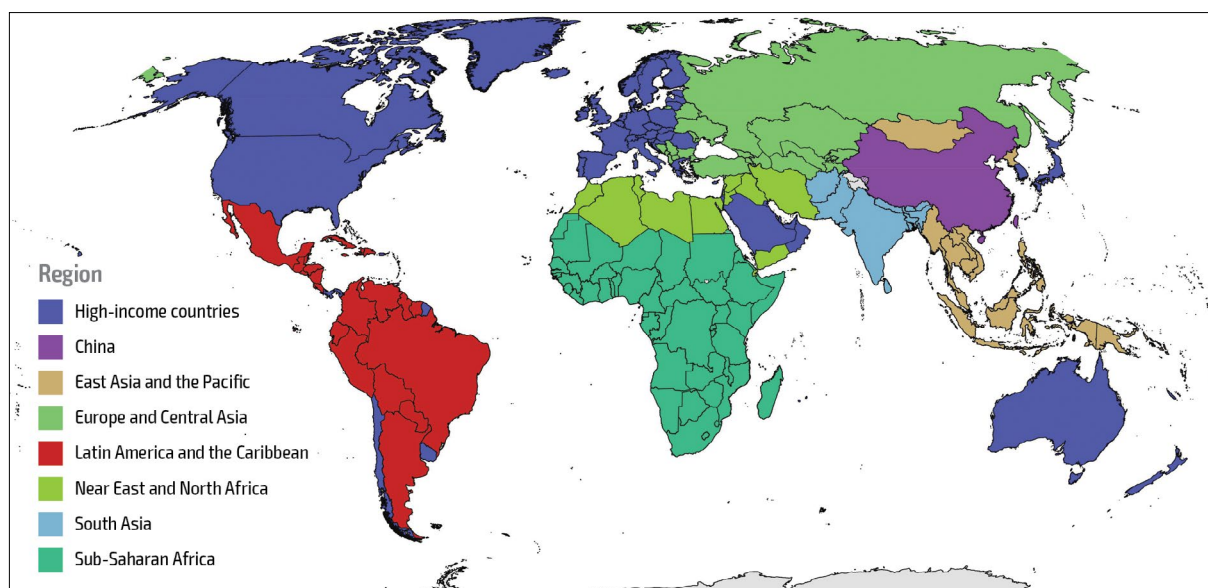 Region
High-income countries
China
East Asia and the Pacific
Europe and Central Asia
Latin America and the Caribbean
Near East and North Africa
South Asia
Sub-Saharan Africa